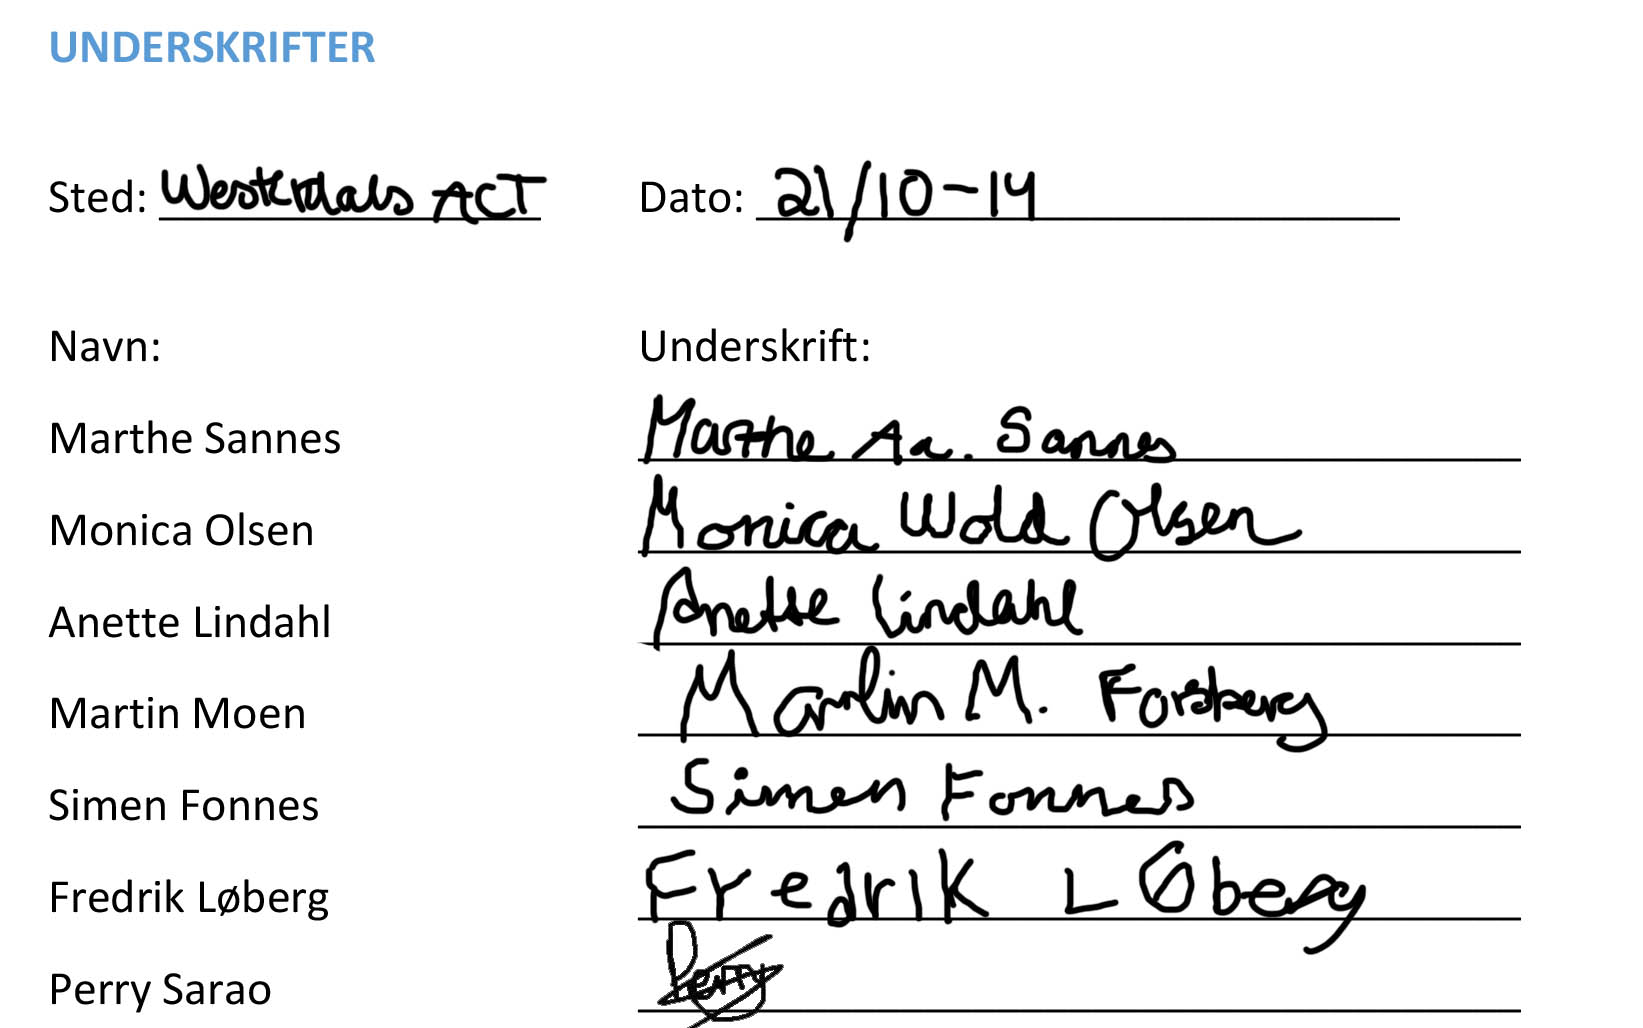 UNDERSKRIFTER
Sted: Westerdals ACT Dato: 21/10-14
Navn: Underskrift:
Marthe Sannes Marthe Aa. Sannes
Monica Olsen Monica Wold Olsen
Anette Lindahl Anette Lindahl
Martin Moen Martin M. Forsberg
Simen Fonnes Simen Fonnes
Fredrik Løberg Fredrik LØberg
Perry Sarao Perry